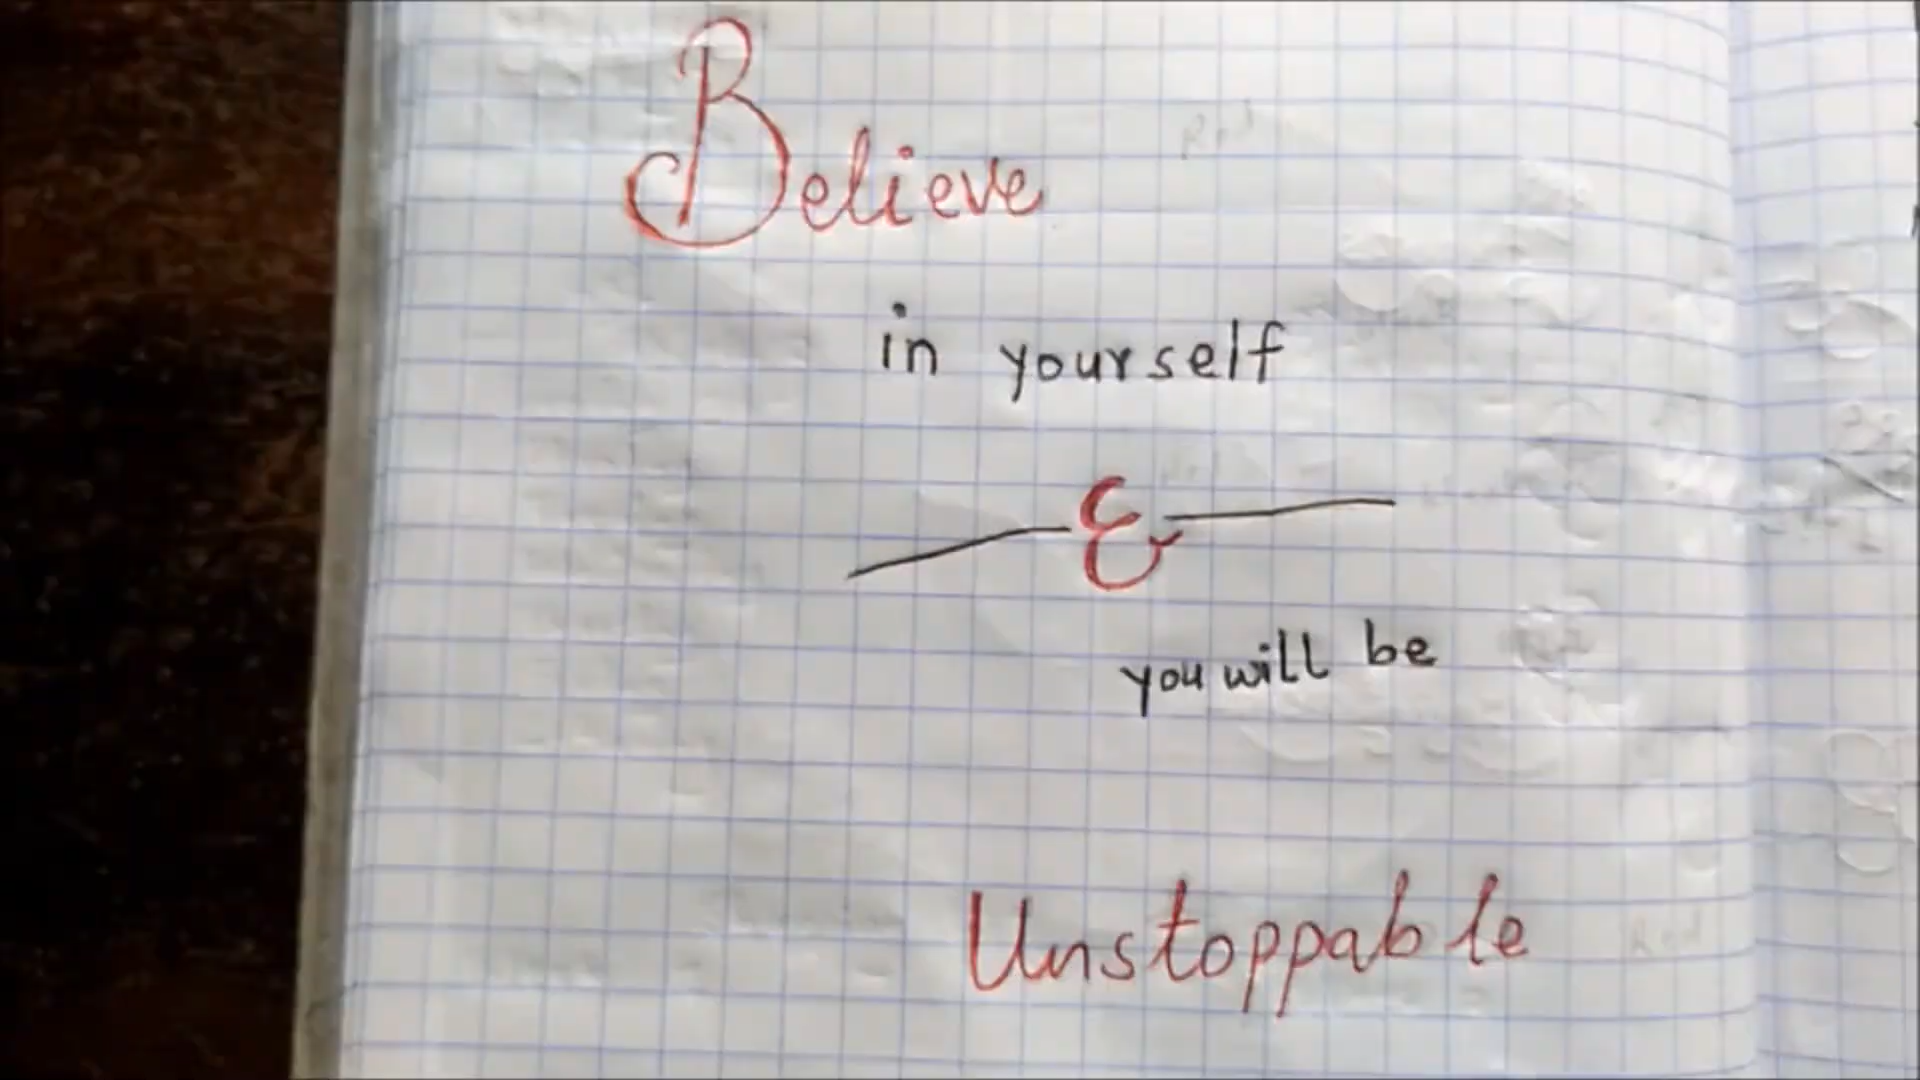 Believe
in yourself
&
you will be
Unstoppable